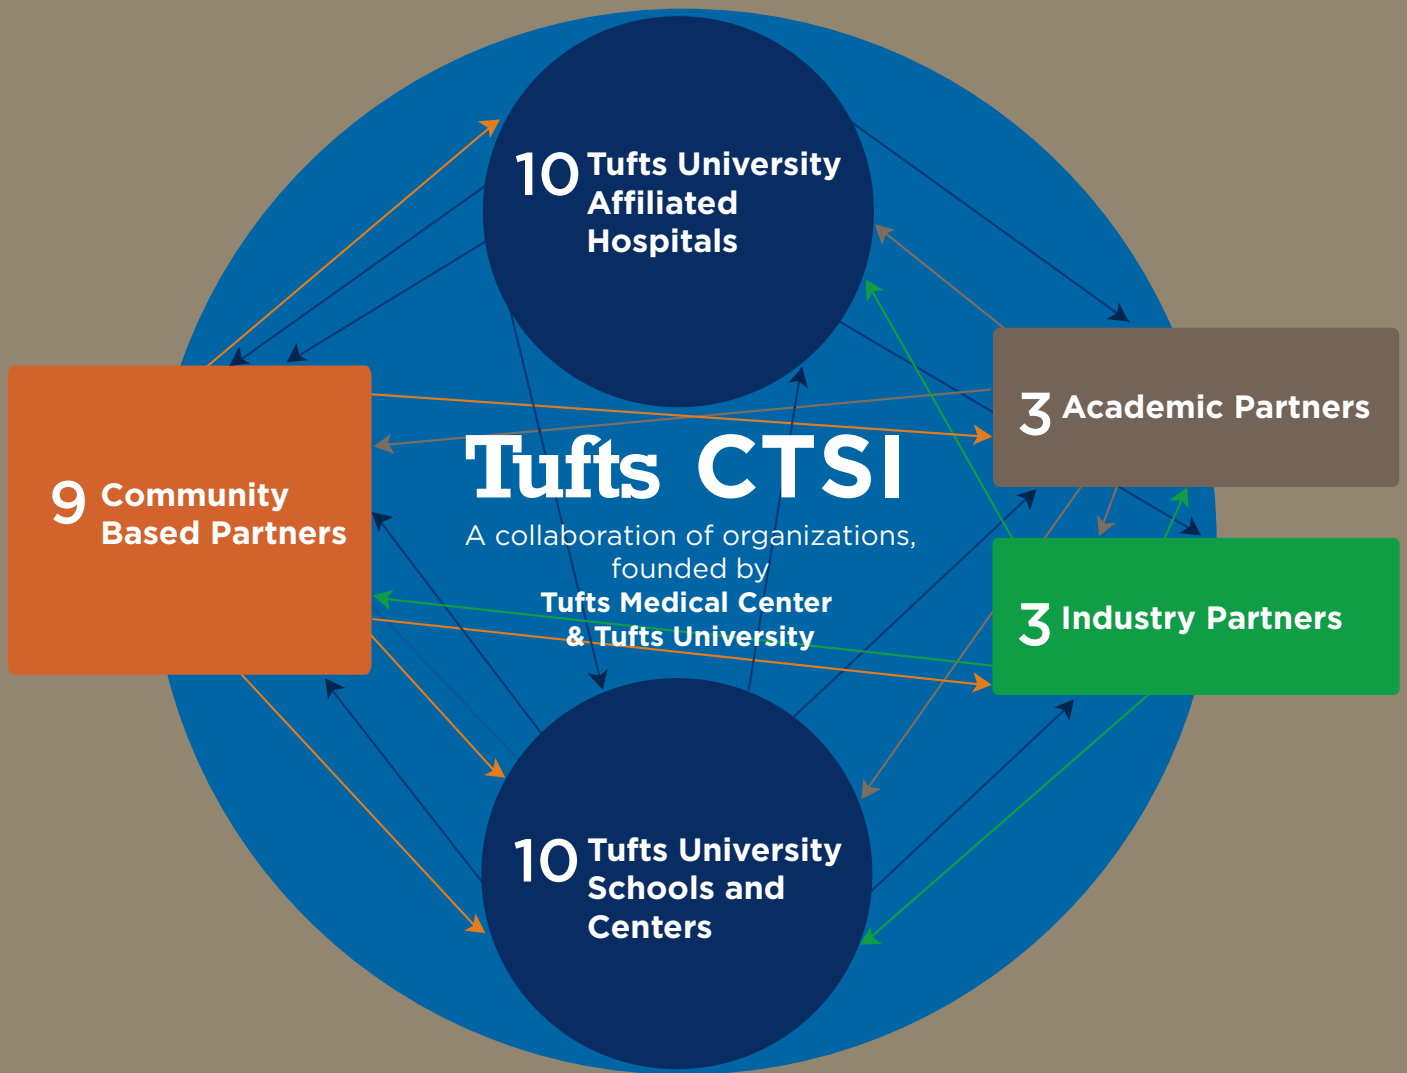 10 Tufts University
Affiliated
Hospitals
3 Academic Partners
9 Community
Based Partners
Tufts CTSI
A collaboration of organizations,
founded by
Tufts Medical Center
& Tufts University
3 Industry Partners
10 Tufts University
Schools and
Centers